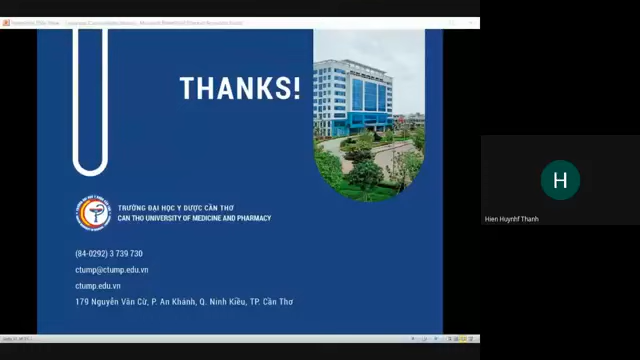 THANKS!
TRƯỜNG ĐẠI HỌC Y DƯỢC CẦN THƠ
CAN THO UNIVERSITY OF MEDICINE AND PHARMACY
(84-0292) 3 739 730
ctump@ctump.edu.vn
ctump.edu.vn
179 Nguyễn Văn Cừ, P. An Khánh, Q. Ninh Kiều, TP. Cần Thơ
H
Hien Huynhf Thanh